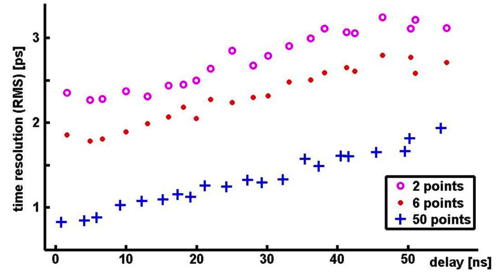 time resolution (RMS) [ps]
3
2
1
2 points
6 points
50 points
0 10 20 30 40 50 delay [ns]